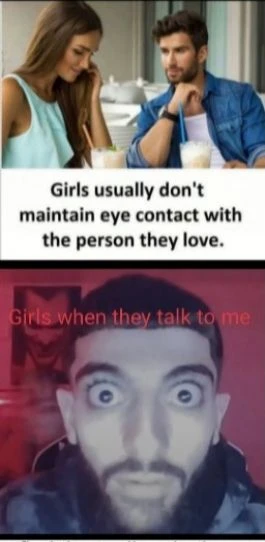 Girls usually don't
maintain eye contact with
the person they love.
Girls when they talk to me